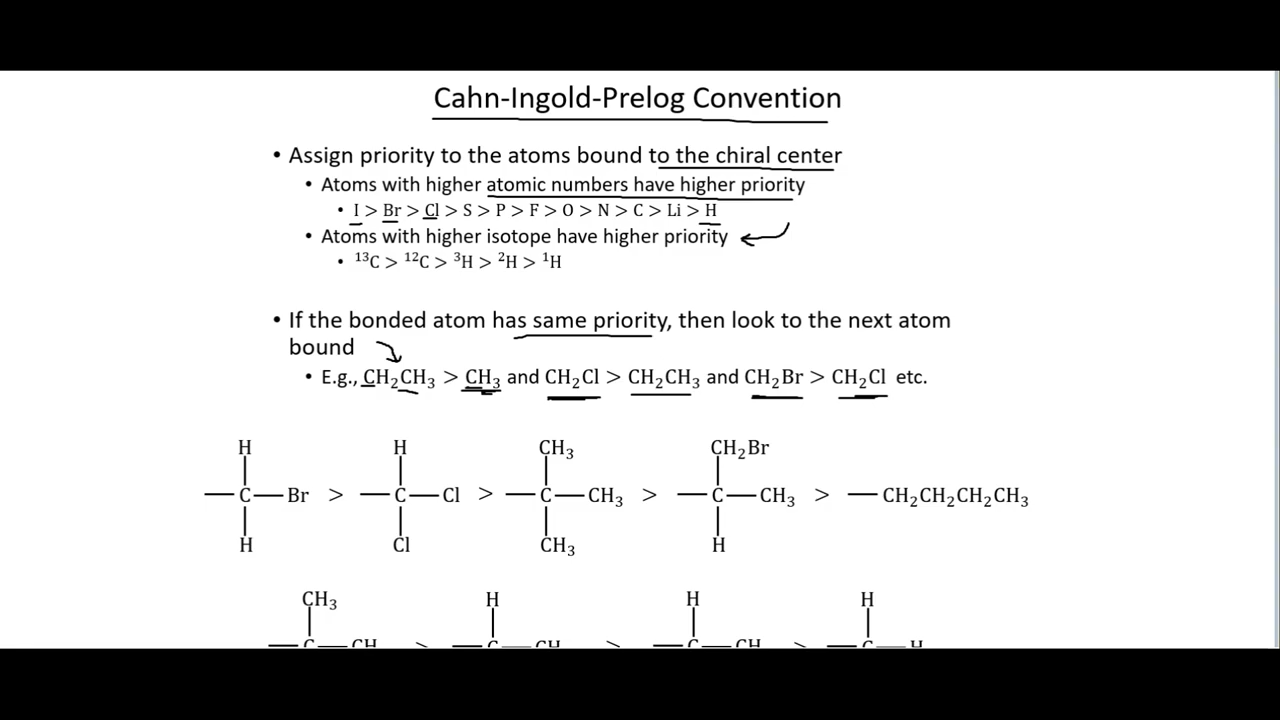 Cahn-Ingold-Prelog Convention
• Assign priority to the atoms bound to the chiral center
• Atoms with higher atomic numbers have higher priority
• I > Br > Cl > S > P > F > O > N > C > Li > H
• Atoms with higher isotope have higher priority
• ¹³C > ¹²C > ³H > ²H > ¹H
• If the bonded atom has same priority, then look to the next atom
bound
• E.g., CH₂CH₃ > CH₃ and CH₂Cl > CH₂CH₃ and CH₂Br > CH₂Cl etc.
H H CH₃ CH₂Br
—C—Br > —C—Cl > —C—CH₃ > —C—CH₃ > —CH₂CH₂CH₂CH₃
H Cl CH₃ H
CH₃ H H H